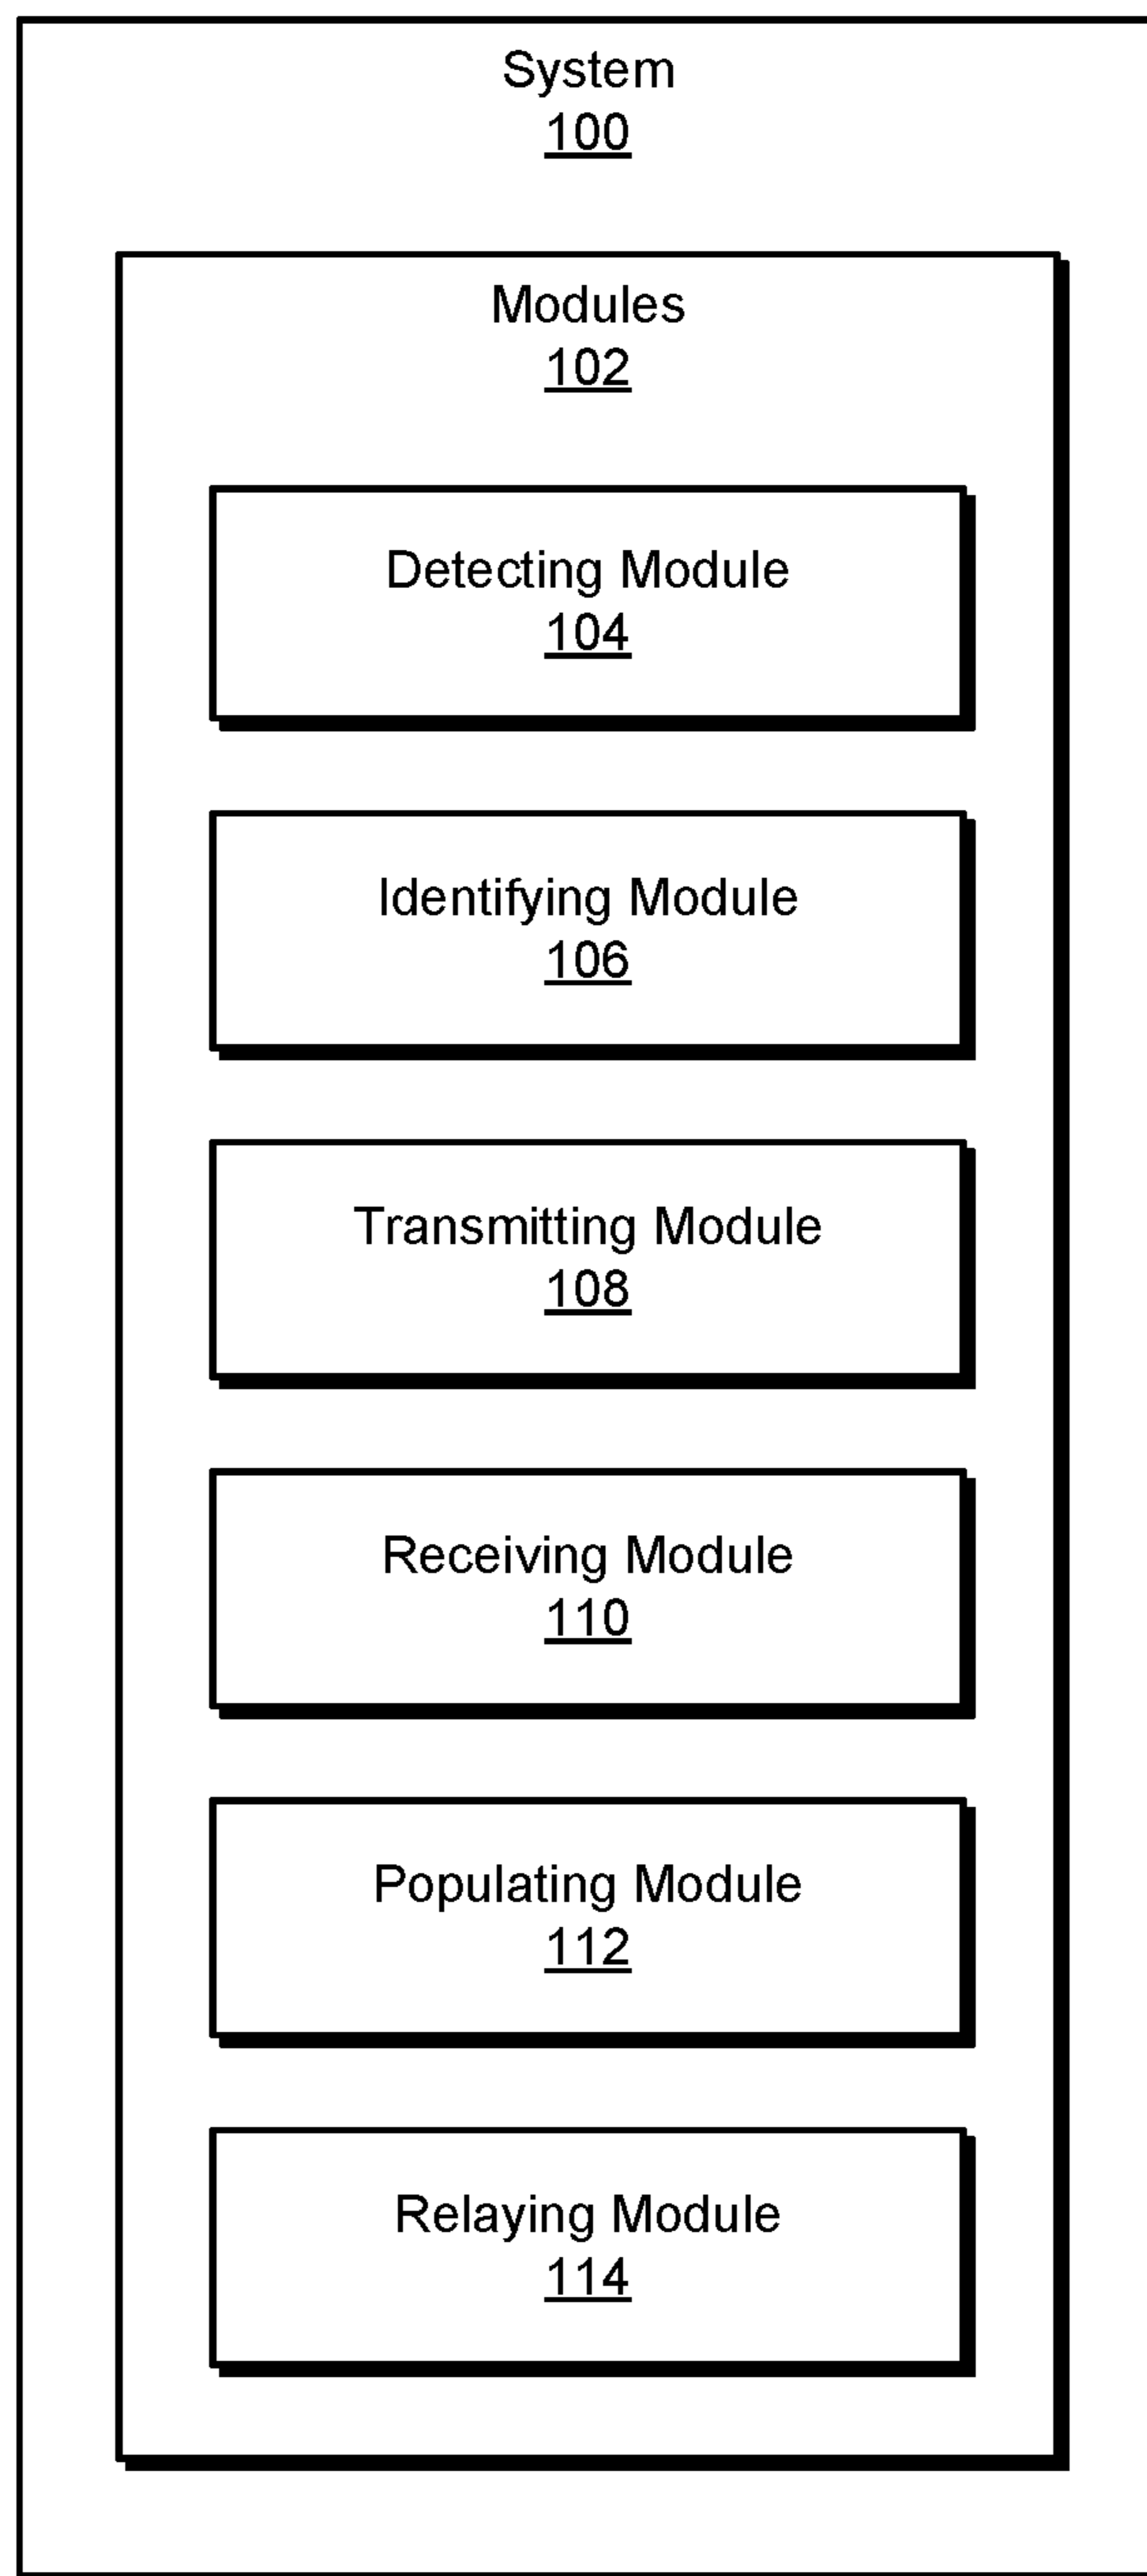 System
100
Modules
102
Detecting Module
104
Identifying Module
106
Transmitting Module
108
Receiving Module
110
Populating Module
112
Relaying Module
114